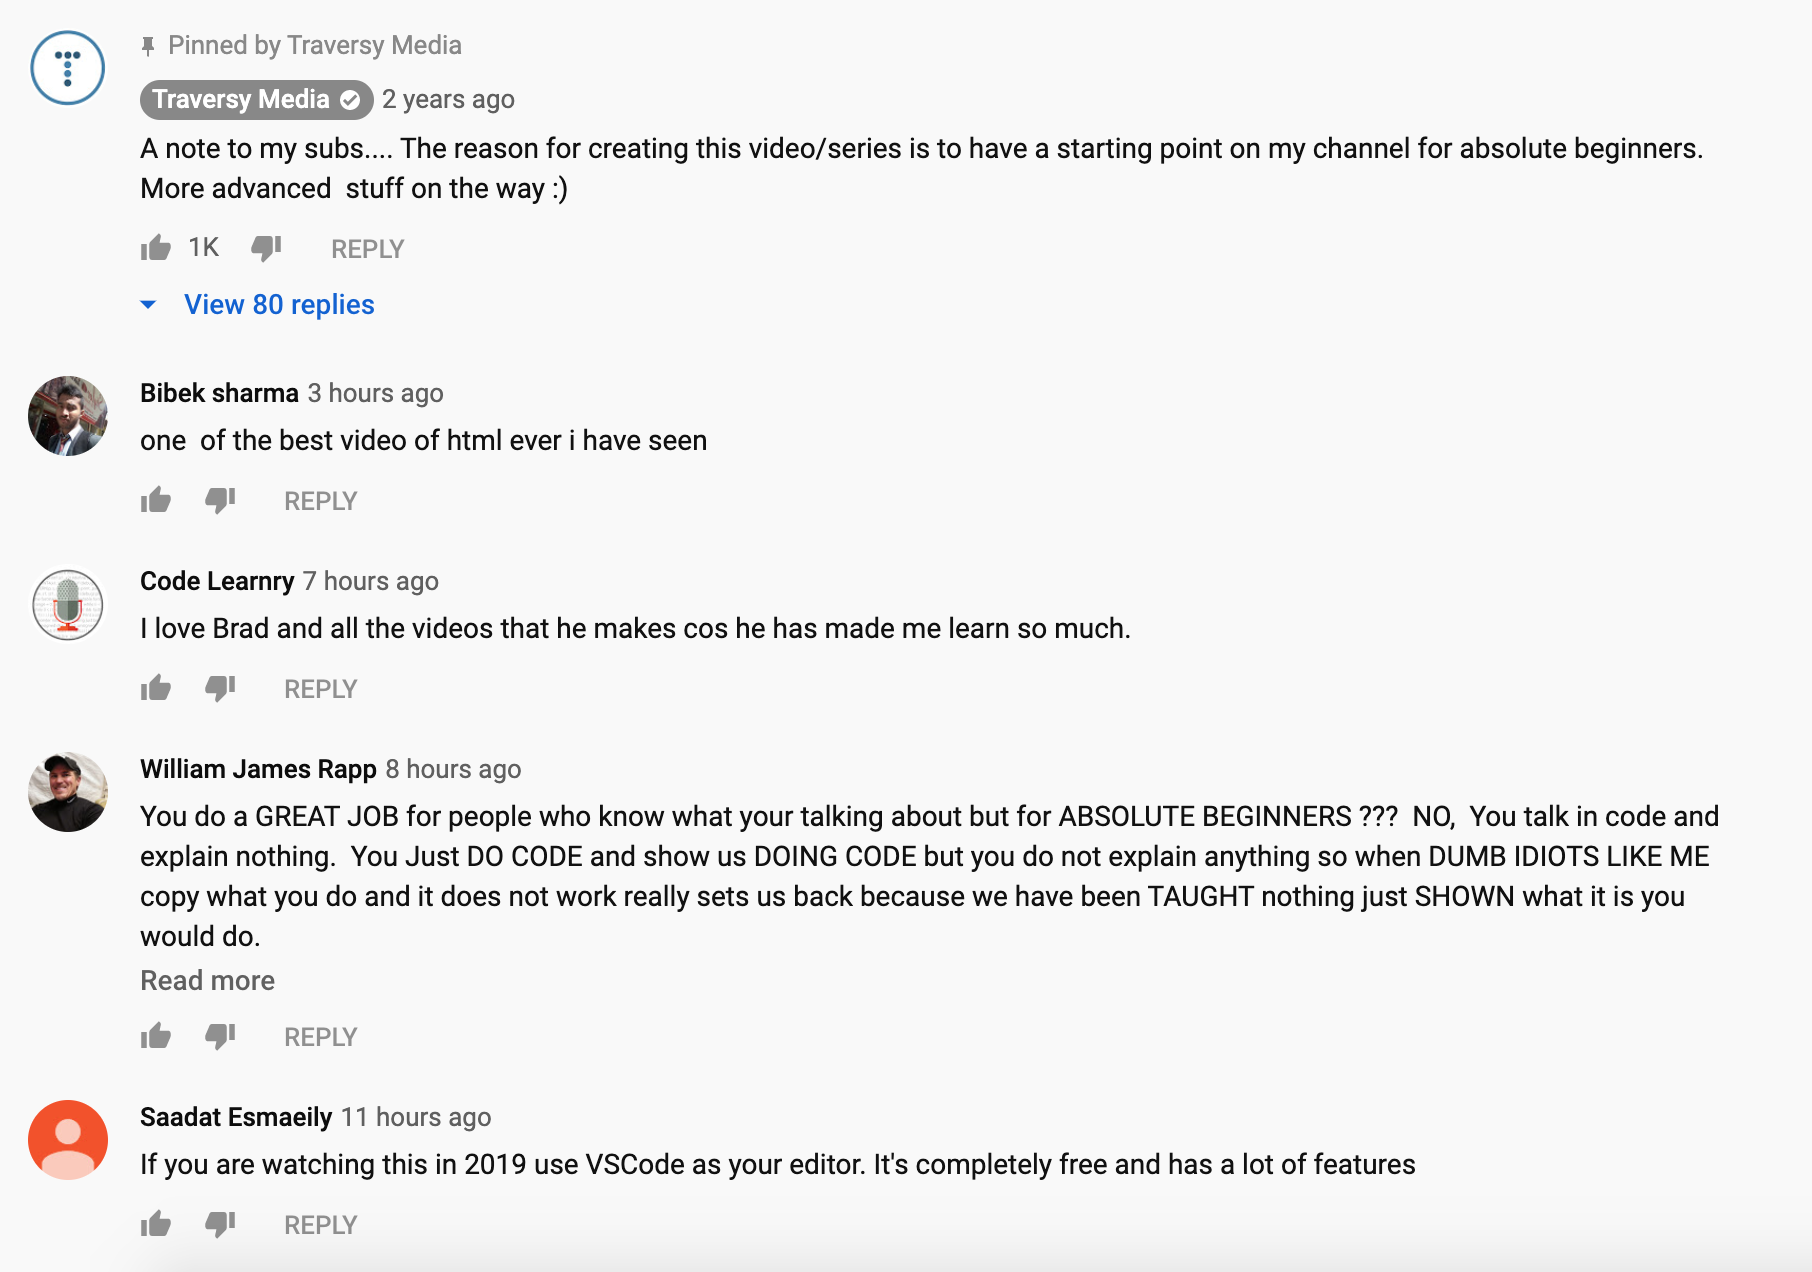 Pinned by Traversy Media
Traversy Media 2 years ago
A note to my subs.... The reason for creating this video/series is to have a starting point on my channel for absolute beginners.
More advanced  stuff on the way :)
1K REPLY
View 80 replies
Bibek sharma 3 hours ago
one  of the best video of html ever i have seen
REPLY
Code Learnry 7 hours ago
I love Brad and all the videos that he makes cos he has made me learn so much.
REPLY
William James Rapp 8 hours ago
You do a GREAT JOB for people who know what your talking about but for ABSOLUTE BEGINNERS ???  NO,  You talk in code and
explain nothing.  You Just DO CODE and show us DOING CODE but you do not explain anything so when DUMB IDIOTS LIKE ME
copy what you do and it does not work really sets us back because we have been TAUGHT nothing just SHOWN what it is you
would do.
Read more
REPLY
Saadat Esmaeily 11 hours ago
If you are watching this in 2019 use VSCode as your editor. It's completely free and has a lot of features
REPLY